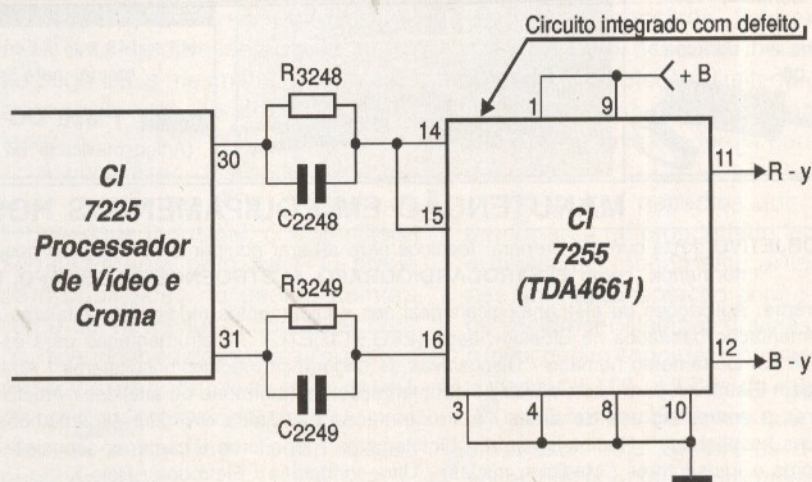 Circuito integrado com defeito
R3248
+ B
1
9
30
14
11
R - y
CI
7225
Processador
de Vídeo e
Croma
C2248
15
CI
7255
(TDA4661)
R3249
31
16
12
B - y
C2249
3
4
8
10